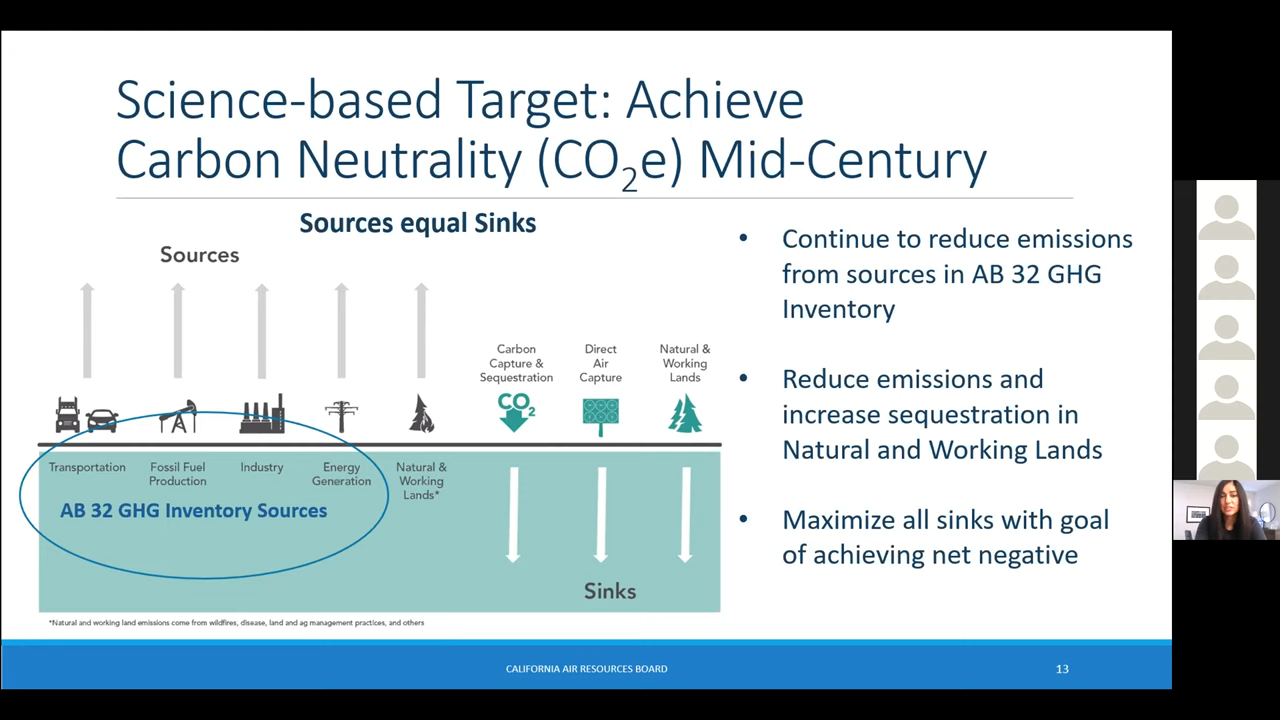 Science-based Target: Achieve
Carbon Neutrality (CO₂e) Mid-Century
Sources equal Sinks
Sources
Carbon
Capture &
Sequestration
Direct
Air
Capture
Natural &
Working
Lands
CO₂
Transportation
Fossil Fuel
Production
Industry
Energy
Generation
Natural &
Working
Lands*
AB 32 GHG Inventory Sources
Sinks
*Natural and working land emissions come from wildfires, disease, land and ag management practices, and others
• Continue to reduce emissions
from sources in AB 32 GHG
Inventory
• Reduce emissions and
increase sequestration in
Natural and Working Lands
• Maximize all sinks with goal
of achieving net negative
CALIFORNIA AIR RESOURCES BOARD
13